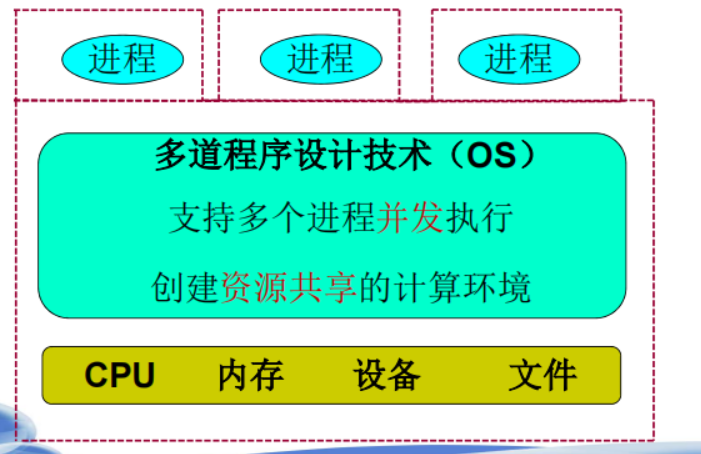 进程 进程 进程
多道程序设计技术（OS）
支持多个进程并发执行
创建资源共享的计算环境
CPU 内存 设备 文件